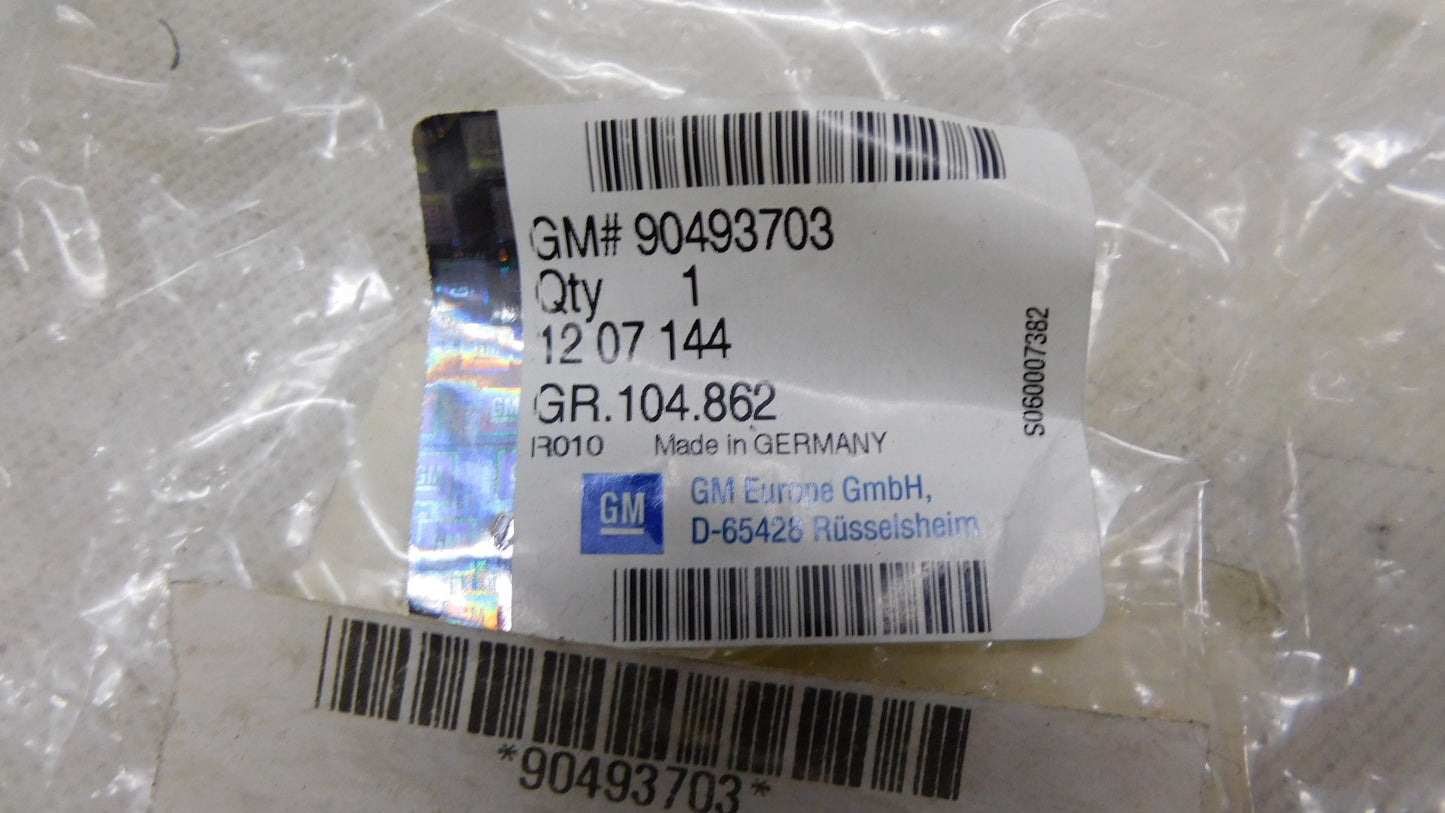 GM# 90493703
Qty 1
12 07 144
GR.104.862
R010 Made in GERMANY
GM
GM Europe GmbH,
D-65428 Rüsselsheim
S060007382
*90493703*